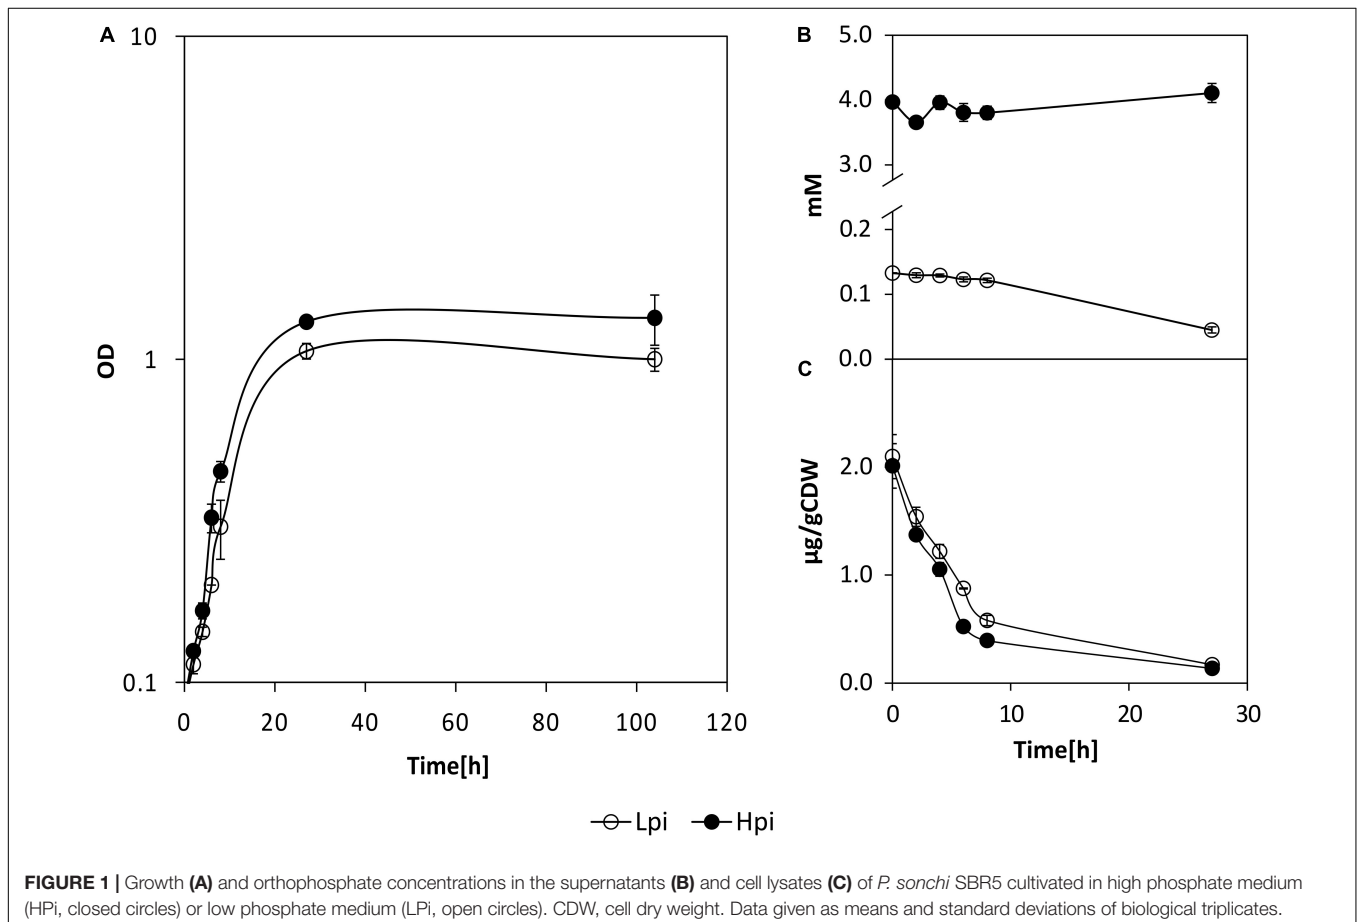 A
10
1
0.1
OD
0 20 40 60 80 100 120
Time[h]
B
5.0
4.0
3.0
mM
0.2
0.1
0.0
C
2.0
1.0
0.0
µg/gCDW
0 10 20 30
Time[h]
Lpi Hpi
FIGURE 1 | Growth (A) and orthophosphate concentrations in the supernatants (B) and cell lysates (C) of P. sonchi SBR5 cultivated in high phosphate medium
(HPi, closed circles) or low phosphate medium (LPi, open circles). CDW, cell dry weight. Data given as means and standard deviations of biological triplicates.